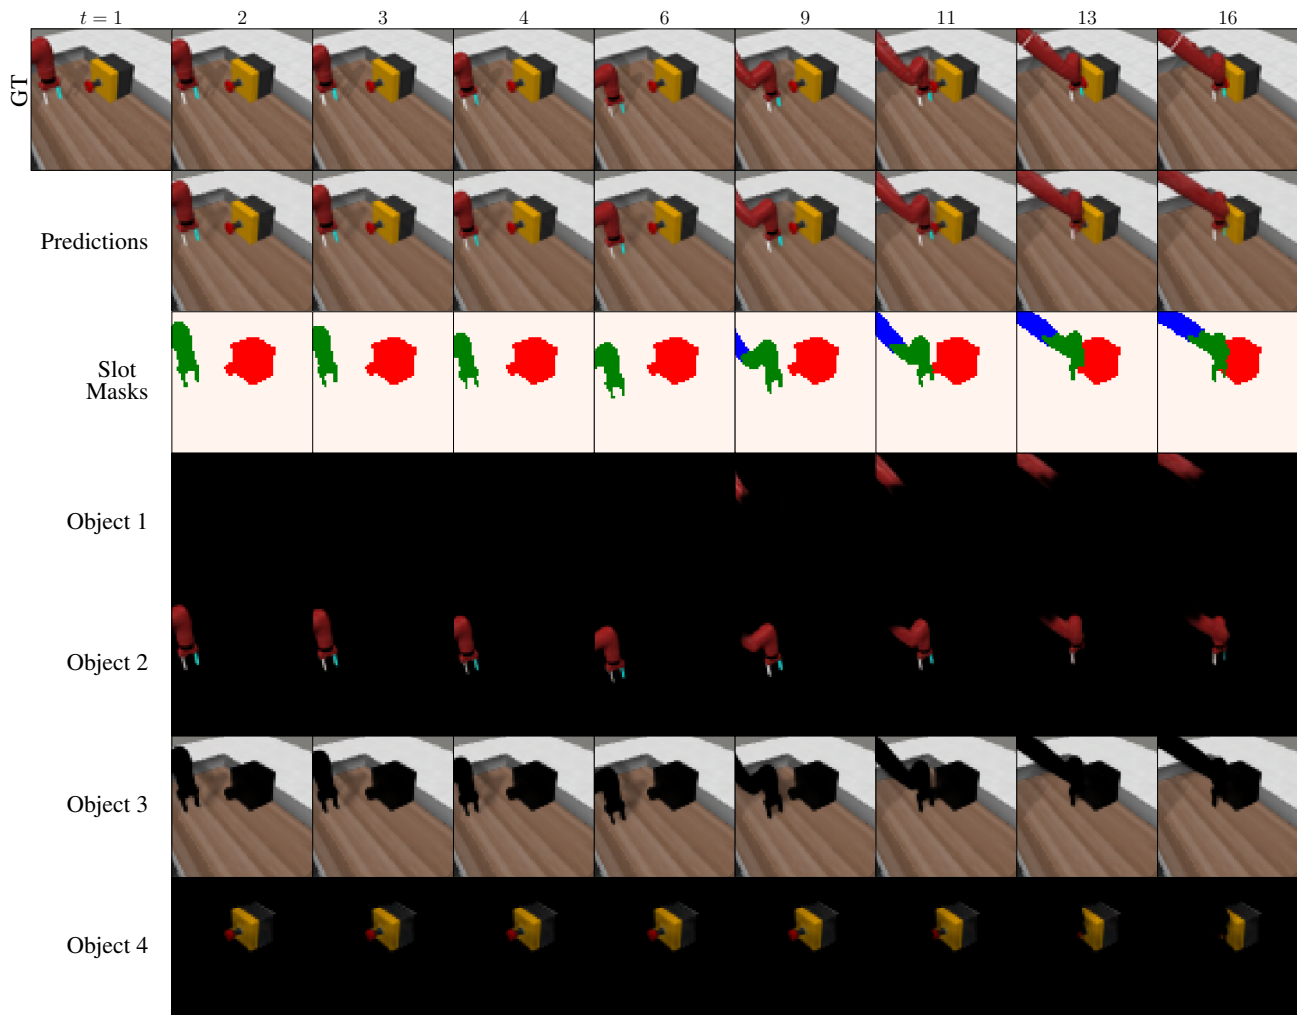 t = 1 2 3 4 6 9 11 13 16
GT
Predictions
Slot
Masks
Object 1
Object 2
Object 3
Object 4